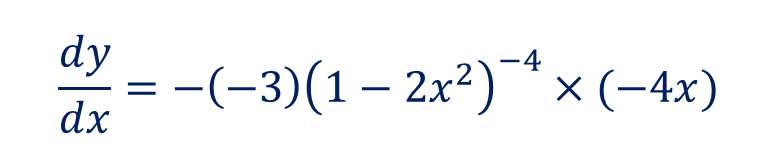 dy/dx = −(−3)(1 − 2x²)⁻⁴ × (−4x)